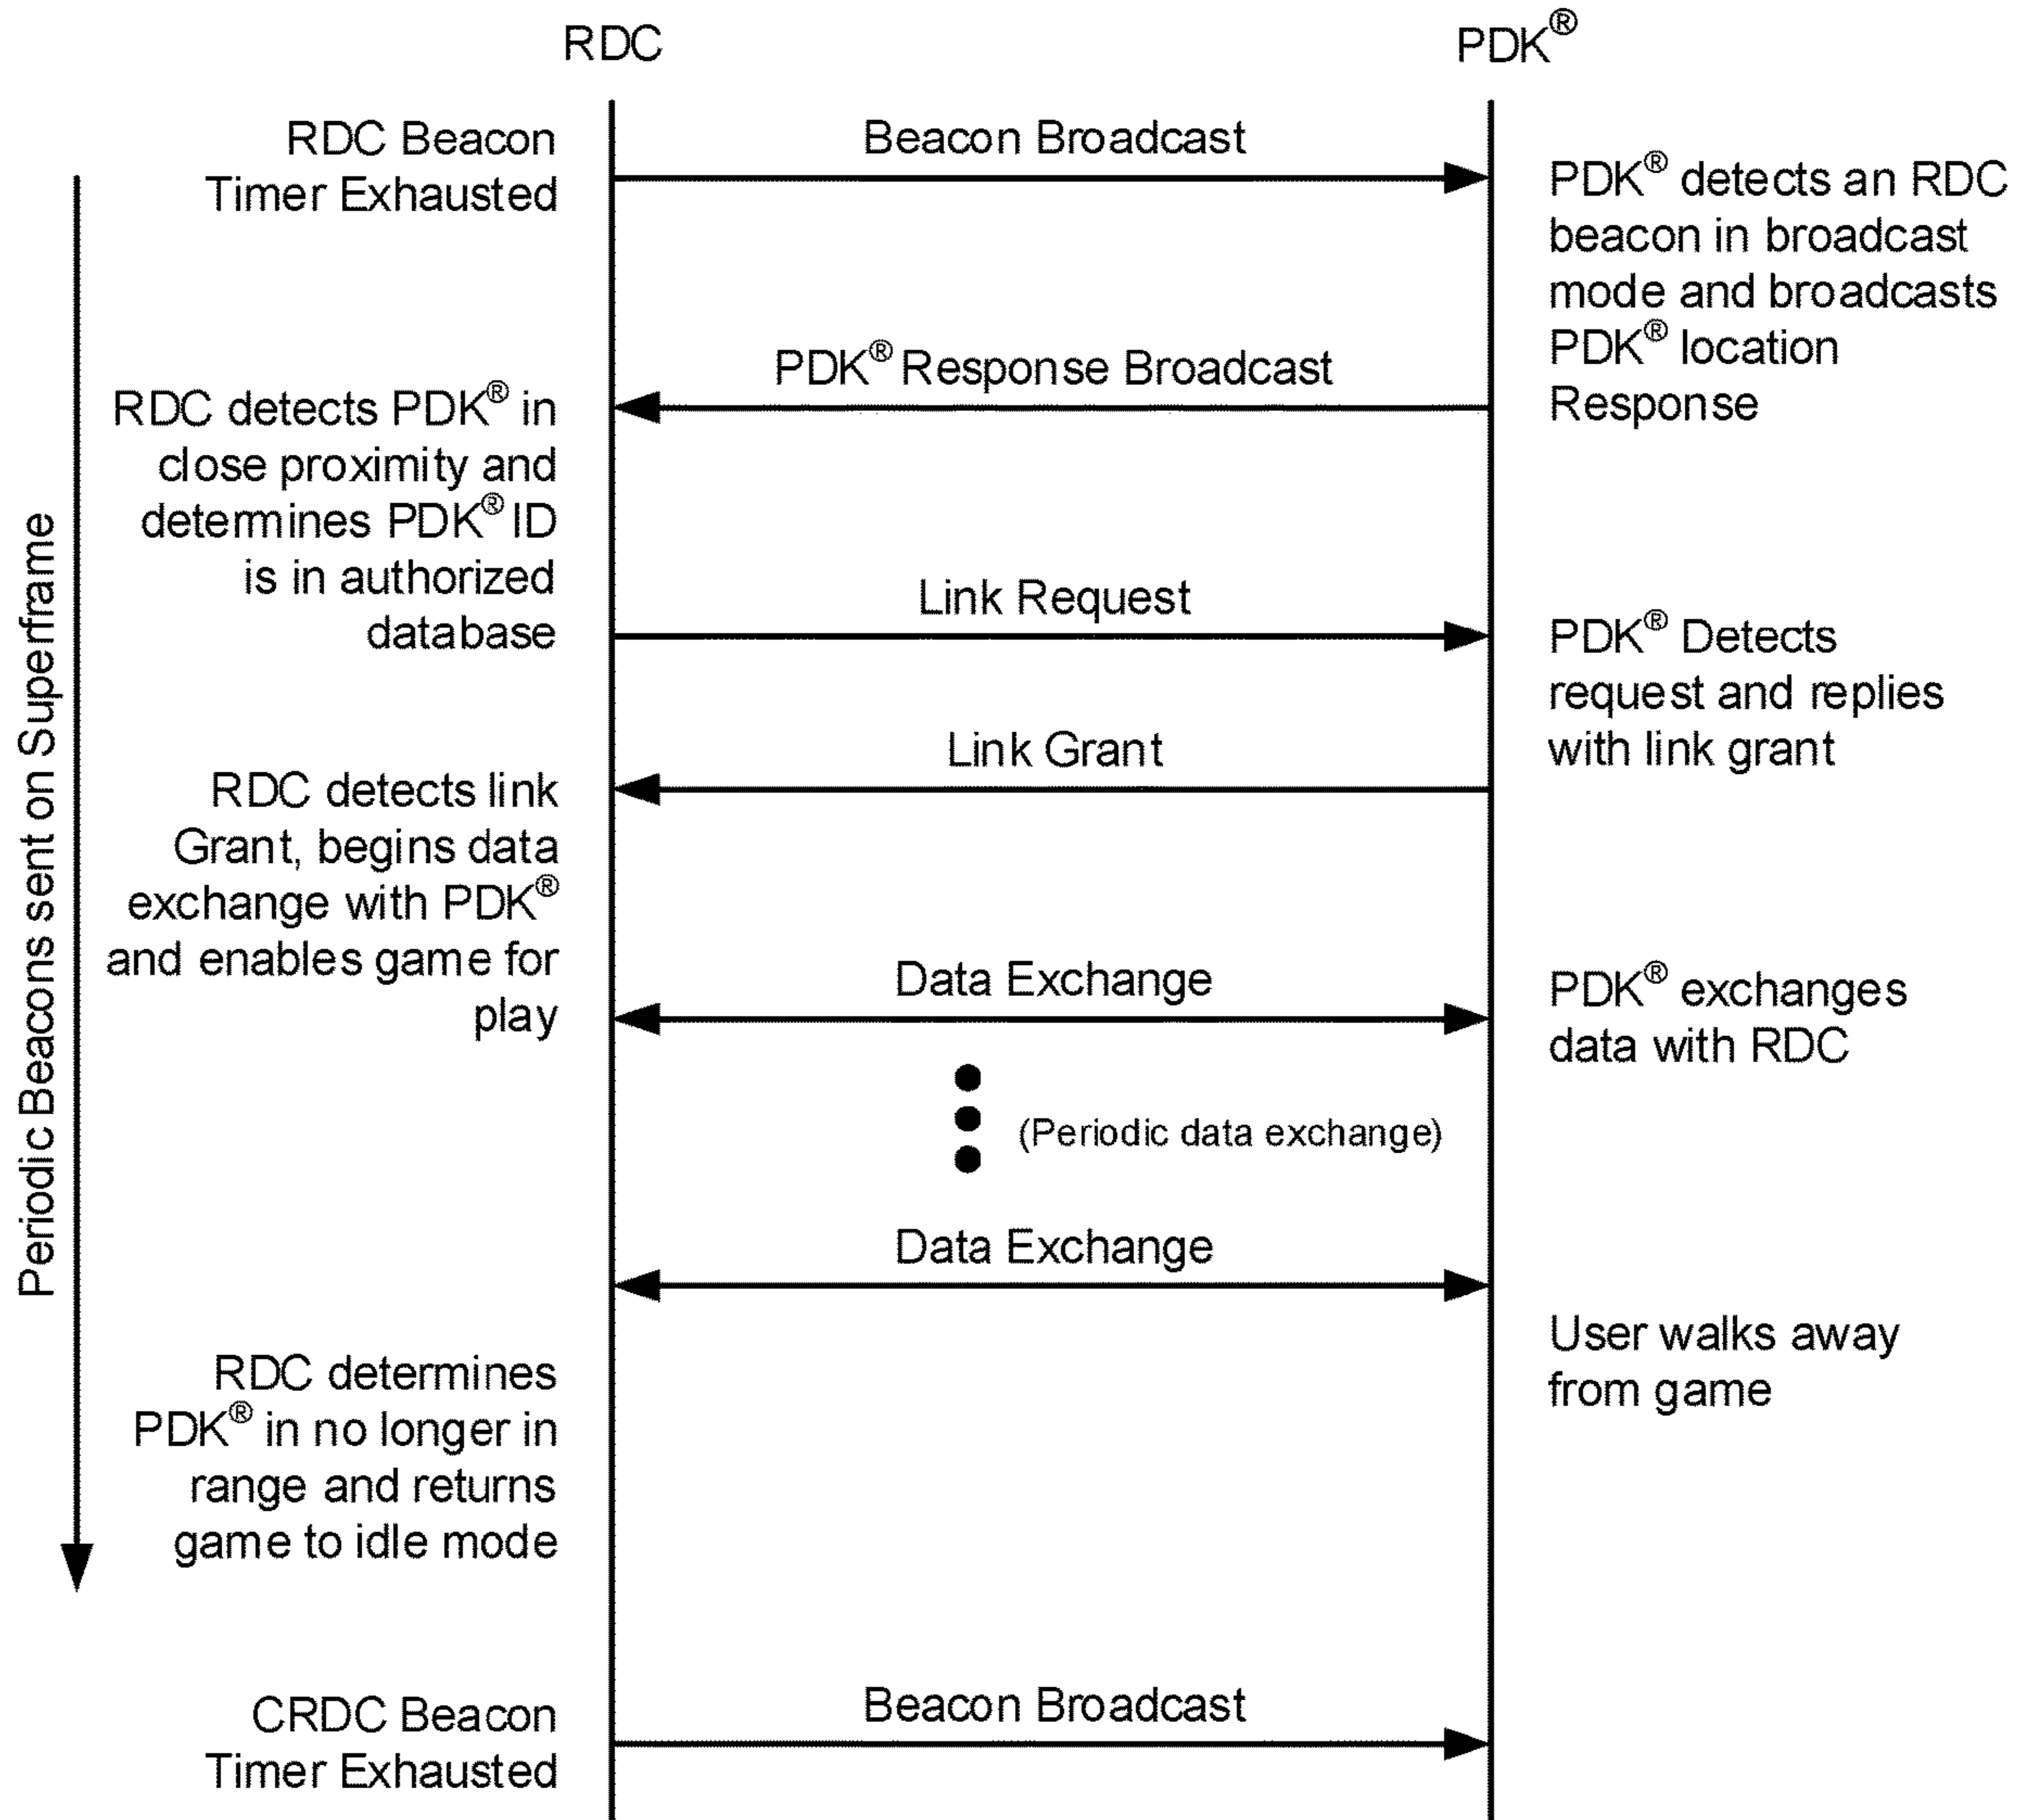 RDC
PDK®
RDC Beacon
Timer Exhausted
Beacon Broadcast
PDK® detects an RDC
beacon in broadcast
mode and broadcasts
PDK® location
Response
PDK® Response Broadcast
RDC detects PDK® in
close proximity and
determines PDK® ID
is in authorized
database
Link Request
PDK® Detects
request and replies
with link grant
Link Grant
RDC detects link
Grant, begins data
exchange with PDK®
and enables game for
play
Data Exchange
PDK® exchanges
data with RDC
(Periodic data exchange)
Data Exchange
User walks away
from game
RDC determines
PDK® in no longer in
range and returns
game to idle mode
Periodic Beacons sent on Superframe
CRDC Beacon
Timer Exhausted
Beacon Broadcast